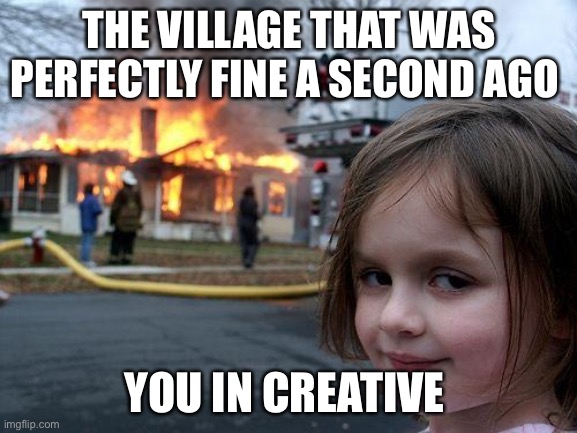 THE VILLAGE THAT WAS
PERFECTLY FINE A SECOND AGO
YOU IN CREATIVE
imgflip.com